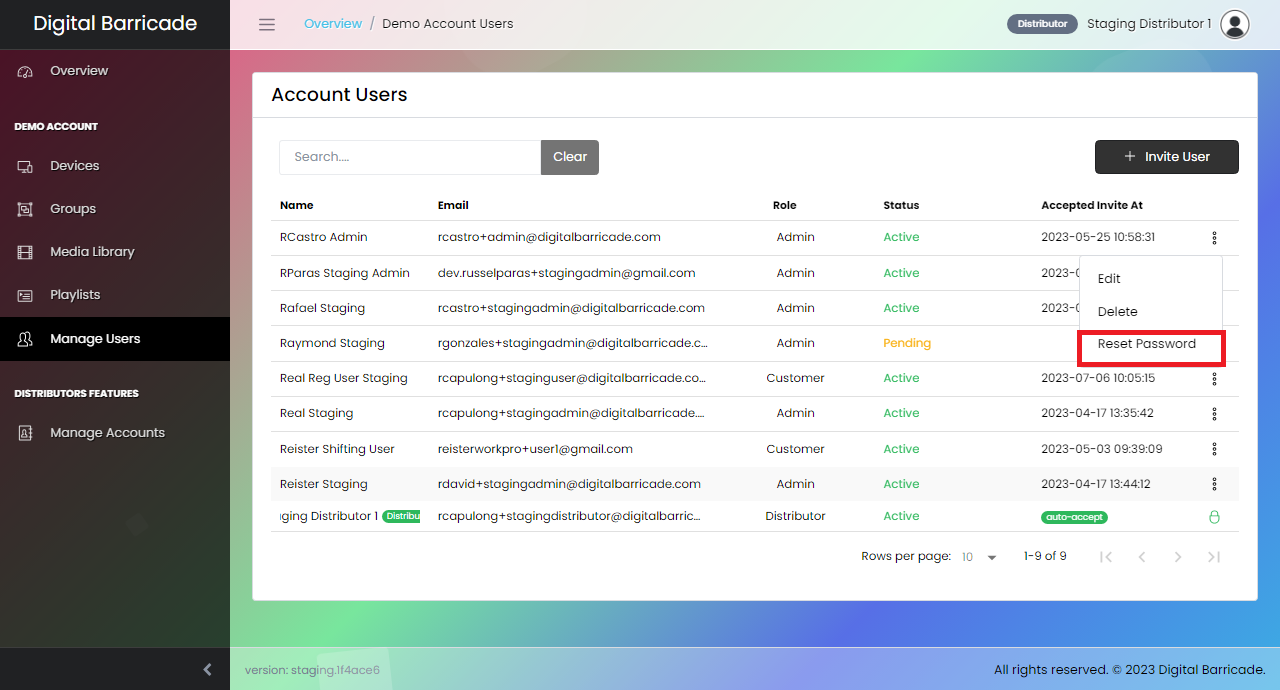 Digital Barricade
Overview / Demo Account Users
Distributor Staging Distributor 1
Overview
DEMO ACCOUNT
Devices
Groups
Media Library
Playlists
Manage Users
DISTRIBUTORS FEATURES
Manage Accounts
Account Users
Search.... Clear
+ Invite User
Name Email Role Status Accepted Invite At
RCastro Admin rcastro+admin@digitalbarricade.com Admin Active 2023-05-25 10:58:31
RParas Staging Admin dev.russelparas+stagingadmin@gmail.com Admin Active 2023-0
Rafael Staging rcastro+stagingadmin@digitalbarricade.com Admin Active 2023-0
Raymond Staging rgonzales+stagingadmin@digitalbarricade.c... Admin Pending
Real Reg User Staging rcapulong+staginguser@digitalbarricade.co... Customer Active 2023-07-06 10:05:15
Real Staging rcapulong+stagingadmin@digitalbarricade.... Admin Active 2023-04-17 13:35:42
Reister Shifting User reisterworkpro+user1@gmail.com Customer Active 2023-05-03 09:39:09
Reister Staging rdavid+stagingadmin@digitalbarricade.com Admin Active 2023-04-17 13:44:12
ging Distributor 1 Distribu rcapulong+stagingdistributor@digitalbarric... Distributor Active auto-accept
Edit
Delete
Reset Password
Rows per page: 10 1-9 of 9
version: staging.1f4ace6
All rights reserved. © 2023 Digital Barricade.